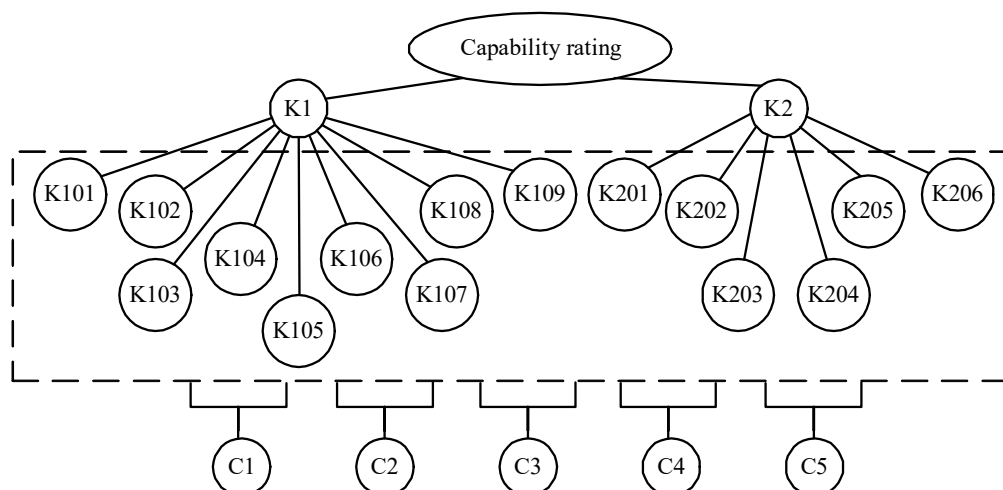 Capability rating
K1
K2
K101
K102
K103
K104
K105
K106
K107
K108
K109
K201
K202
K203
K204
K205
K206
C1
C2
C3
C4
C5